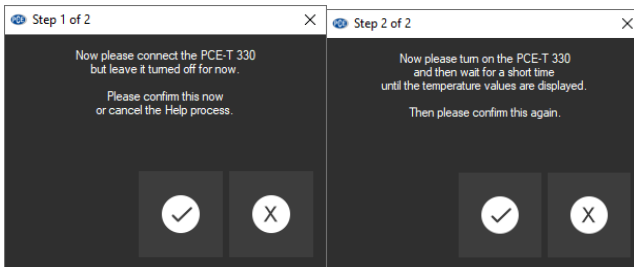 Step 1 of 2
Now please connect the PCE-T 330
but leave it turned off for now.
Please confirm this now
or cancel the Help process.
X
Step 2 of 2
Now please turn on the PCE-T 330
and then wait for a short time
until the temperature values are displayed.
Then please confirm this again.
X